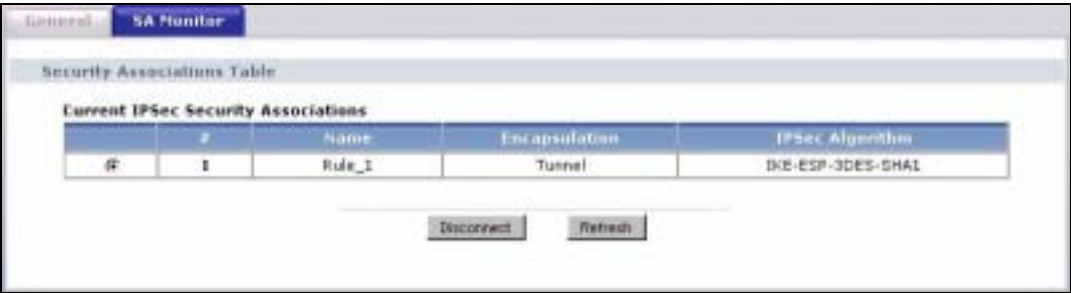 General SA Monitor
Security Associations Table
Current IPSec Security Associations
# Name Encapsulation IPSec Algorithm
1 Rule_1 Tunnel IKE-ESP-3DES-SHA1
Disconnect Refresh